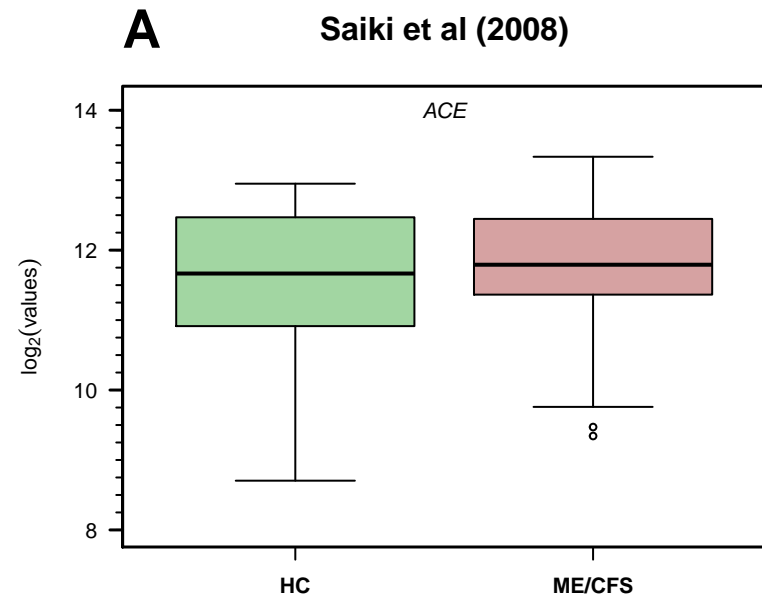 A
Saiki et al (2008)
ACE
14
12
10
8
log₂(values)
HC
ME/CFS